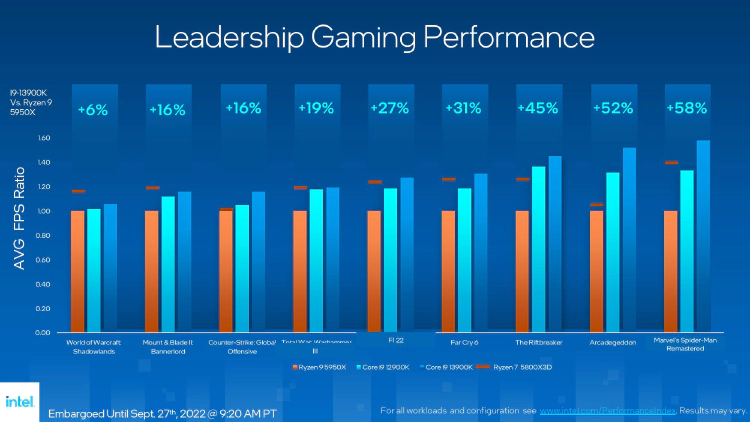 Leadership Gaming Performance
I9-13900K
Vs. Ryzen 9
5950X
+6%
+16%
+16%
+19%
+27%
+31%
+45%
+52%
+58%
AVG FPS Ratio
1.60
1.40
1.20
1.00
0.80
0.60
0.40
0.20
0.00
World of Warcraft:
Shadowlands
Mount & Blade II:
Bannerlord
Counter-Strike: Global
Offensive
Total War: Warhammer
III
F1 22
Far Cry 6
The Riftbreaker
Arcadegeddon
Marvel's Spider-Man
Remastered
Ryzen 9 5950X
Core i9 12900K
Core i9 13900K
Ryzen 7 5800X3D
intel.
Embargoed Until Sept. 27th, 2022 @ 9:20 AM PT
For all workloads and configuration see www.intel.com/PerformanceIndex. Results may vary.